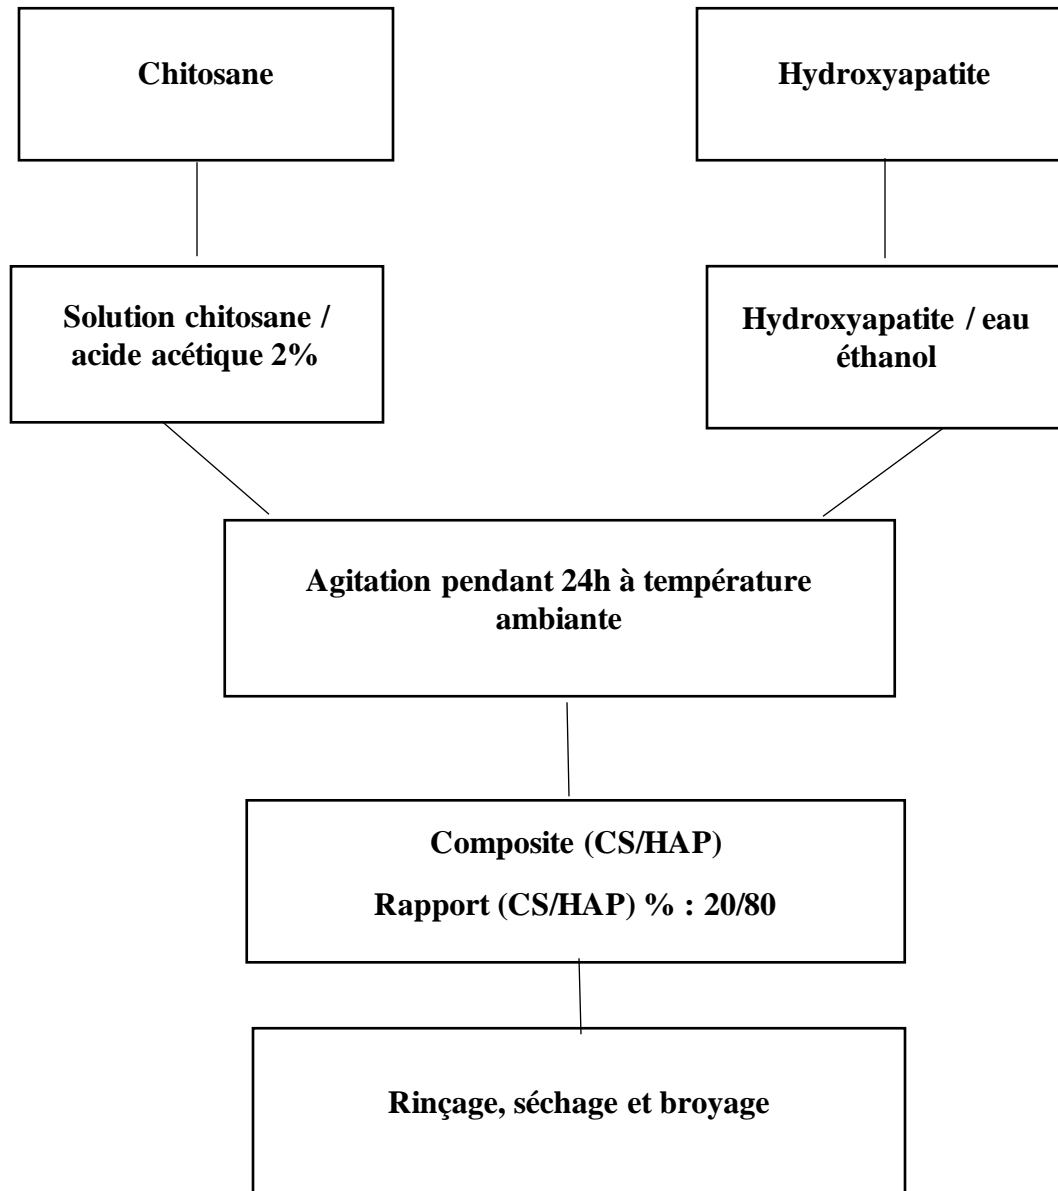 Chitosane
Hydroxyapatite
Solution chitosane /
acide acétique 2%
Hydroxyapatite / eau
éthanol
Agitation pendant 24h à température
ambiante
Composite (CS/HAP)
Rapport (CS/HAP) % : 20/80
Rinçage, séchage et broyage